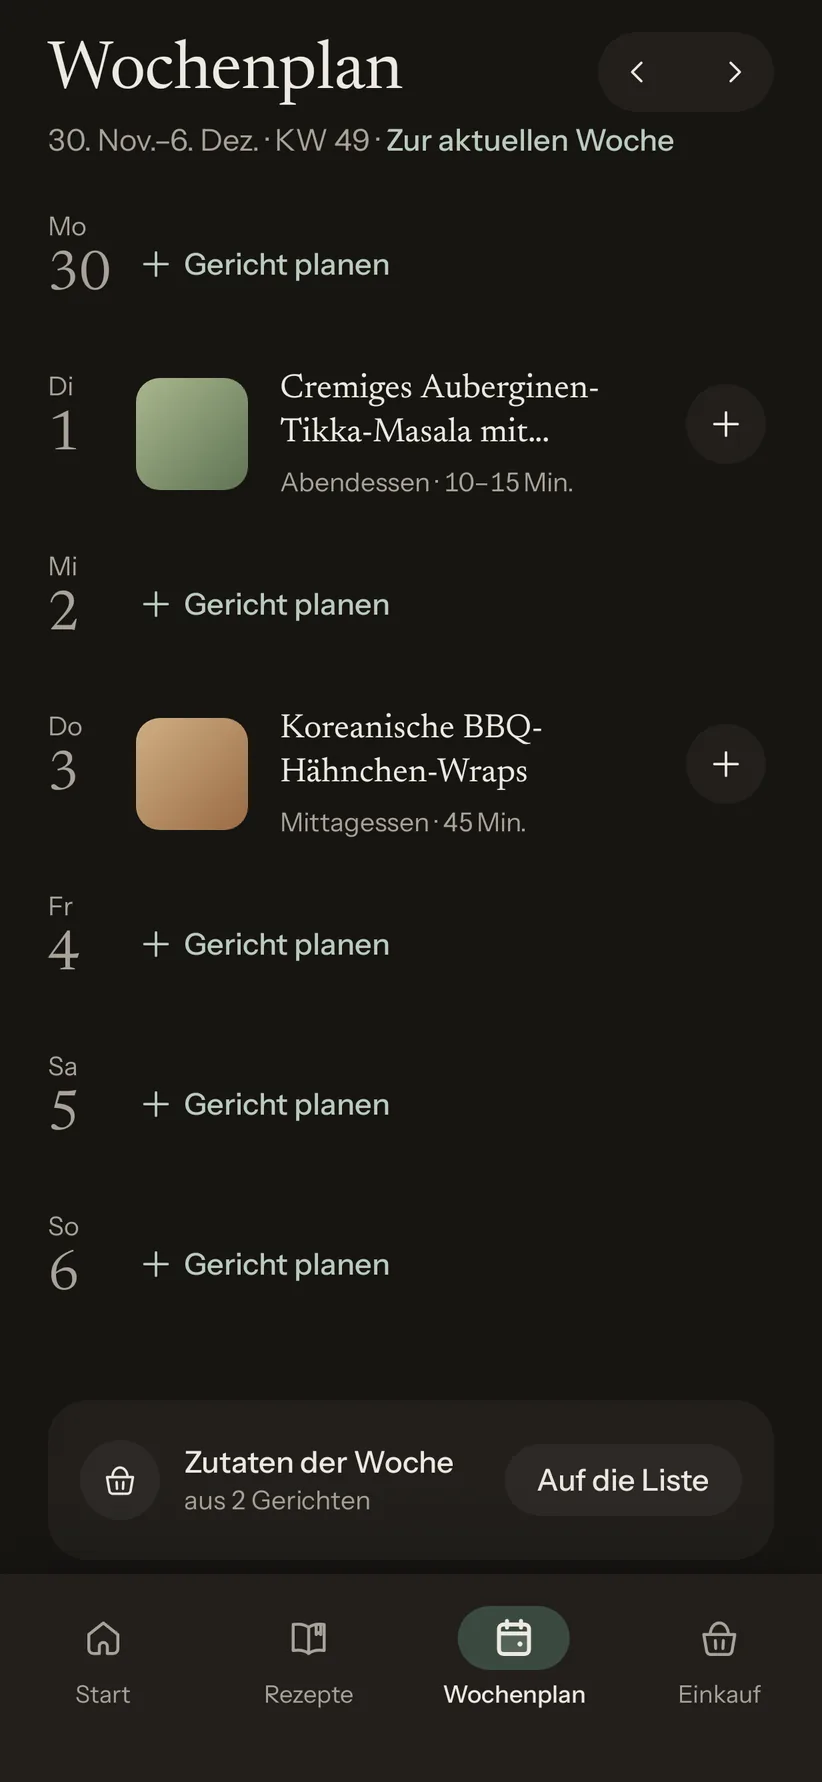 Wochenplan
30. Nov.–6. Dez. · KW 49 · Zur aktuellen Woche
Mo
30
Gericht planen
Di
1
Cremiges Auberginen-
Tikka-Masala mit...
Abendessen · 10–15 Min.
Mi
2
Gericht planen
Do
3
Koreanische BBQ-
Hähnchen-Wraps
Mittagessen · 45 Min.
Fr
4
Gericht planen
Sa
5
Gericht planen
So
6
Gericht planen
Zutaten der Woche
aus 2 Gerichten
Auf die Liste
Start
Rezepte
Wochenplan
Einkauf